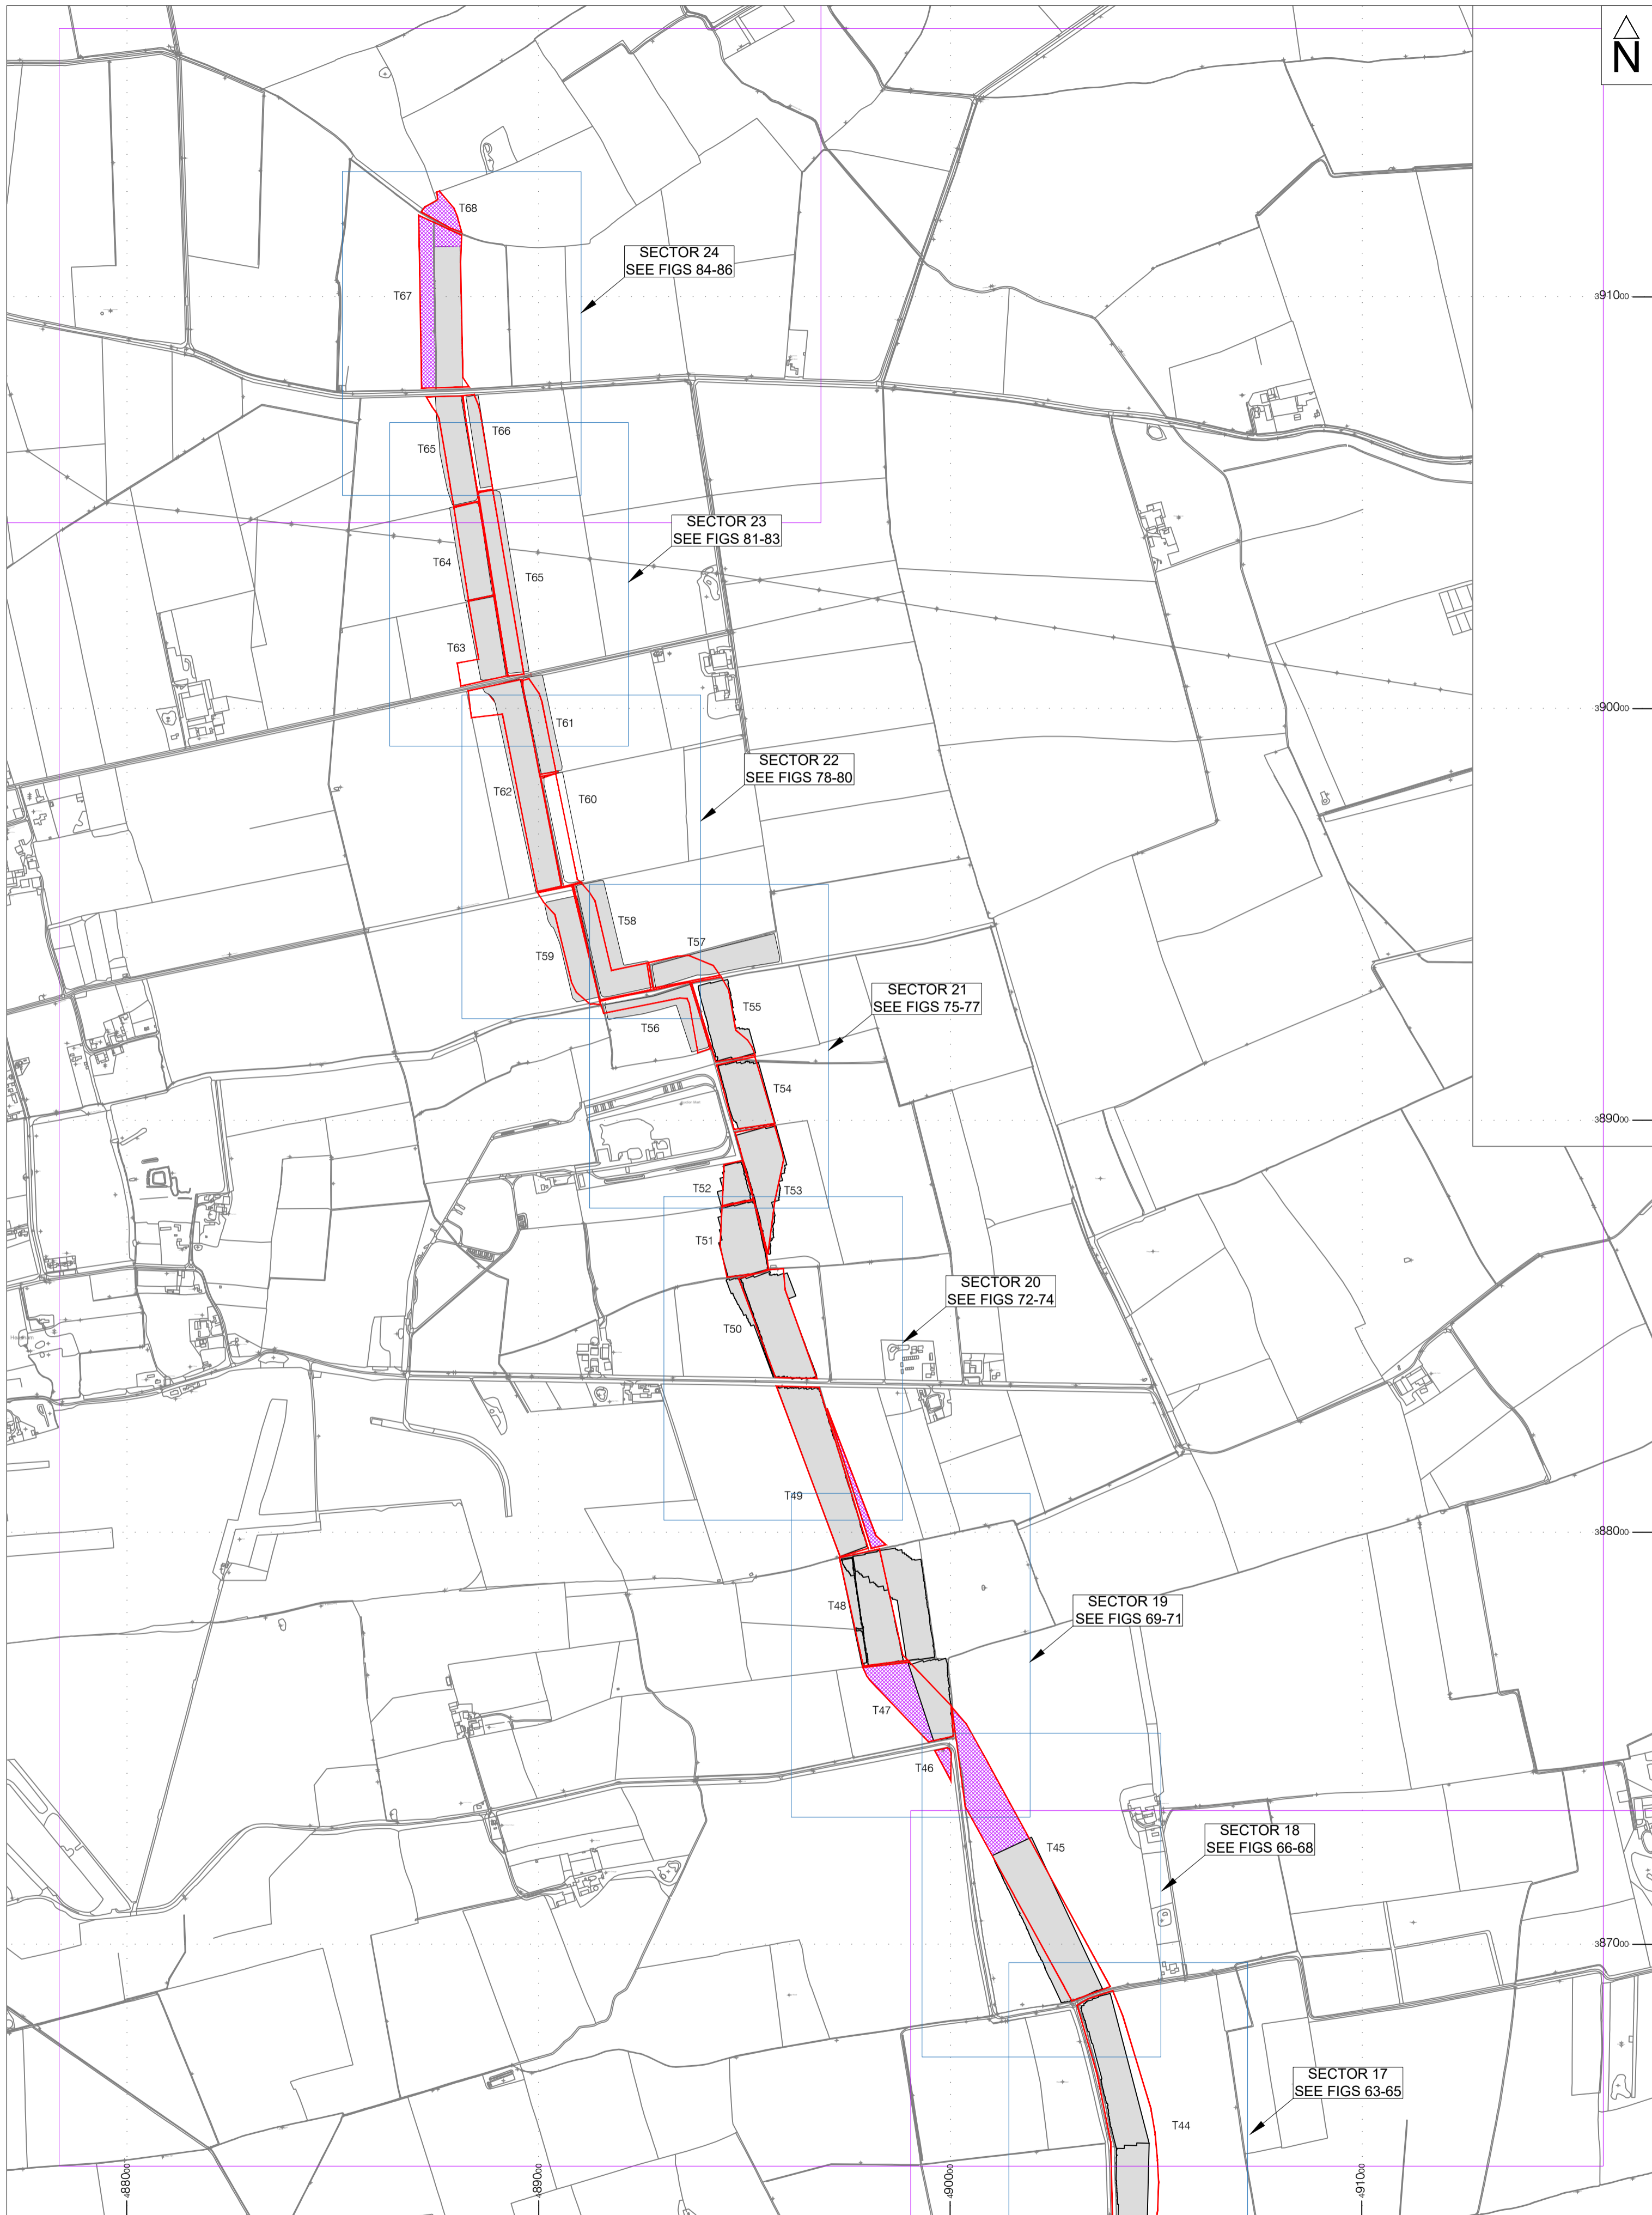 N
T68
SECTOR 24
SEE FIGS 84-86
T67
391000
T66
T65
SECTOR 23
SEE FIGS 81-83
T64
T65
T63
390000
T61
SECTOR 22
SEE FIGS 78-80
T62
T60
T58
T57
T59
SECTOR 21
SEE FIGS 75-77
T55
T56
T54
389000
T52
T53
T51
SECTOR 20
SEE FIGS 72-74
T50
T49
388000
SECTOR 19
SEE FIGS 69-71
T48
T47
T46
SECTOR 18
SEE FIGS 66-68
T45
387000
SECTOR 17
SEE FIGS 63-65
T44
488000
489000
490000
491000